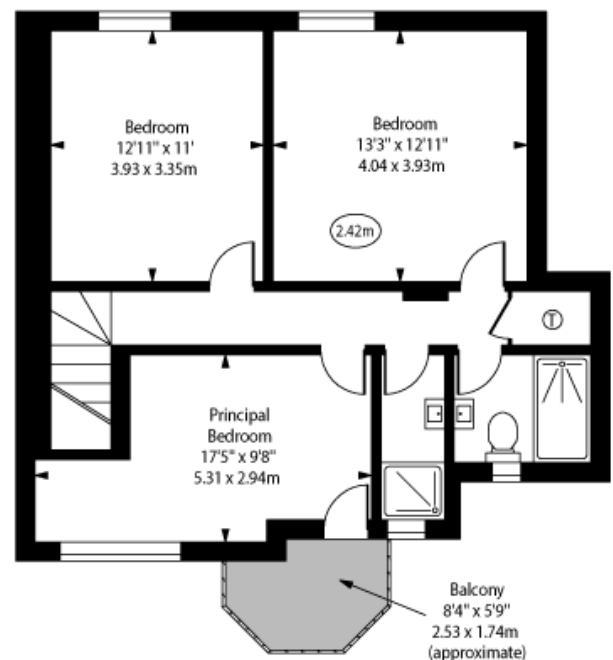 Bedroom
12'11" x 11'
3.93 x 3.35m
Bedroom
13'3" x 12'11"
4.04 x 3.93m
2.42m
T
Principal
Bedroom
17'5" x 9'8"
5.31 x 2.94m
Balcony
8'4" x 5'9"
2.53 x 1.74m
(approximate)